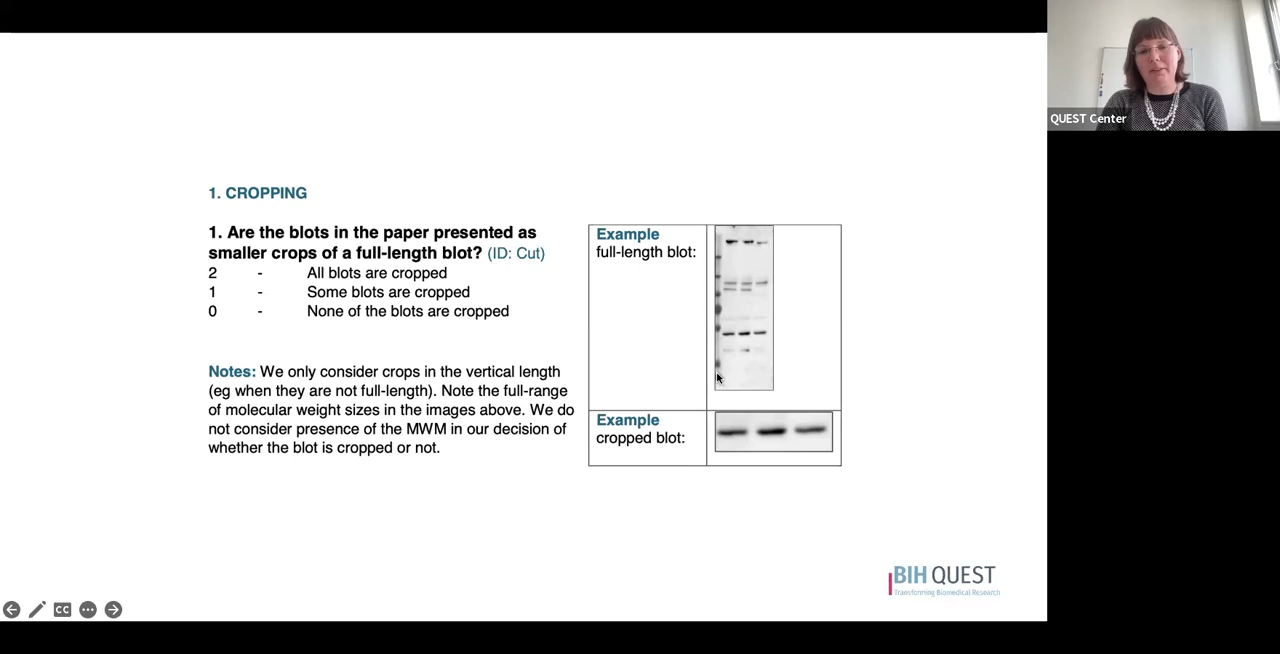 QUEST Center
1. CROPPING
1. Are the blots in the paper presented as
smaller crops of a full-length blot? (ID: Cut)
2 - All blots are cropped
1 - Some blots are cropped
0 - None of the blots are cropped
Notes: We only consider crops in the vertical length
(eg when they are not full-length). Note the full-range
of molecular weight sizes in the images above. We do
not consider presence of the MWM in our decision of
whether the blot is cropped or not.
Example
full-length blot:
Example
cropped blot:
BIH QUEST
Transforming Biomedical Research
CC